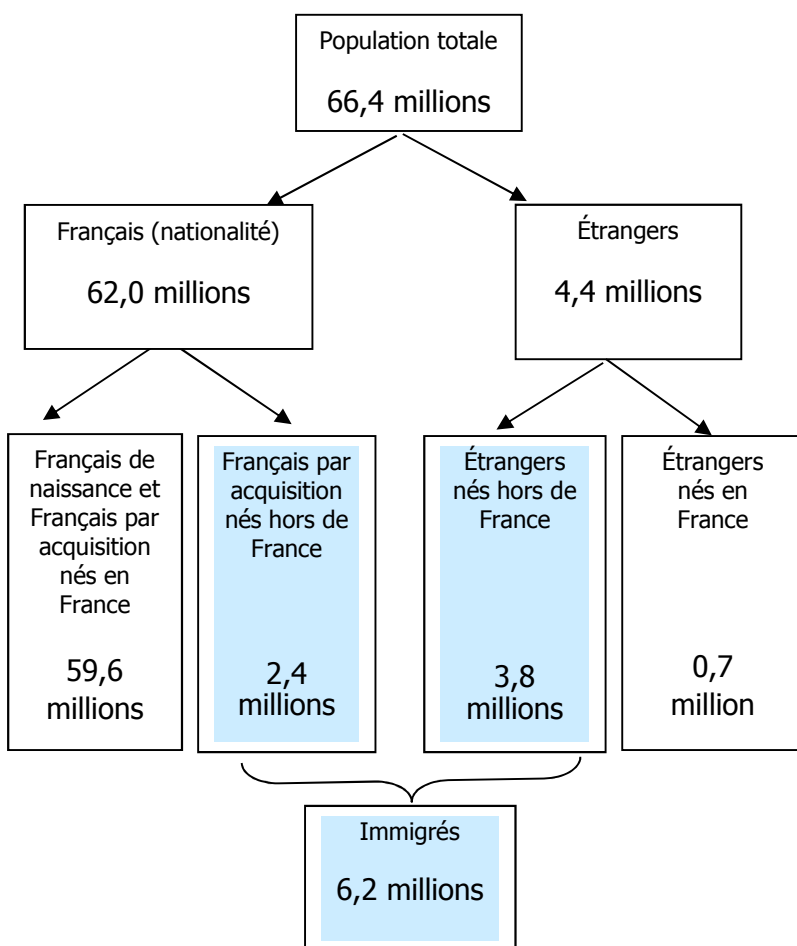 Population totale
66,4 millions
Français (nationalité)
62,0 millions
Étrangers
4,4 millions
Français de
naissance et
Français par
acquisition
nés en
France
59,6
millions
Français par
acquisition
nés hors de
France
2,4
millions
Étrangers
nés hors de
France
3,8
millions
Étrangers
nés en
France
0,7
million
Immigrés
6,2 millions